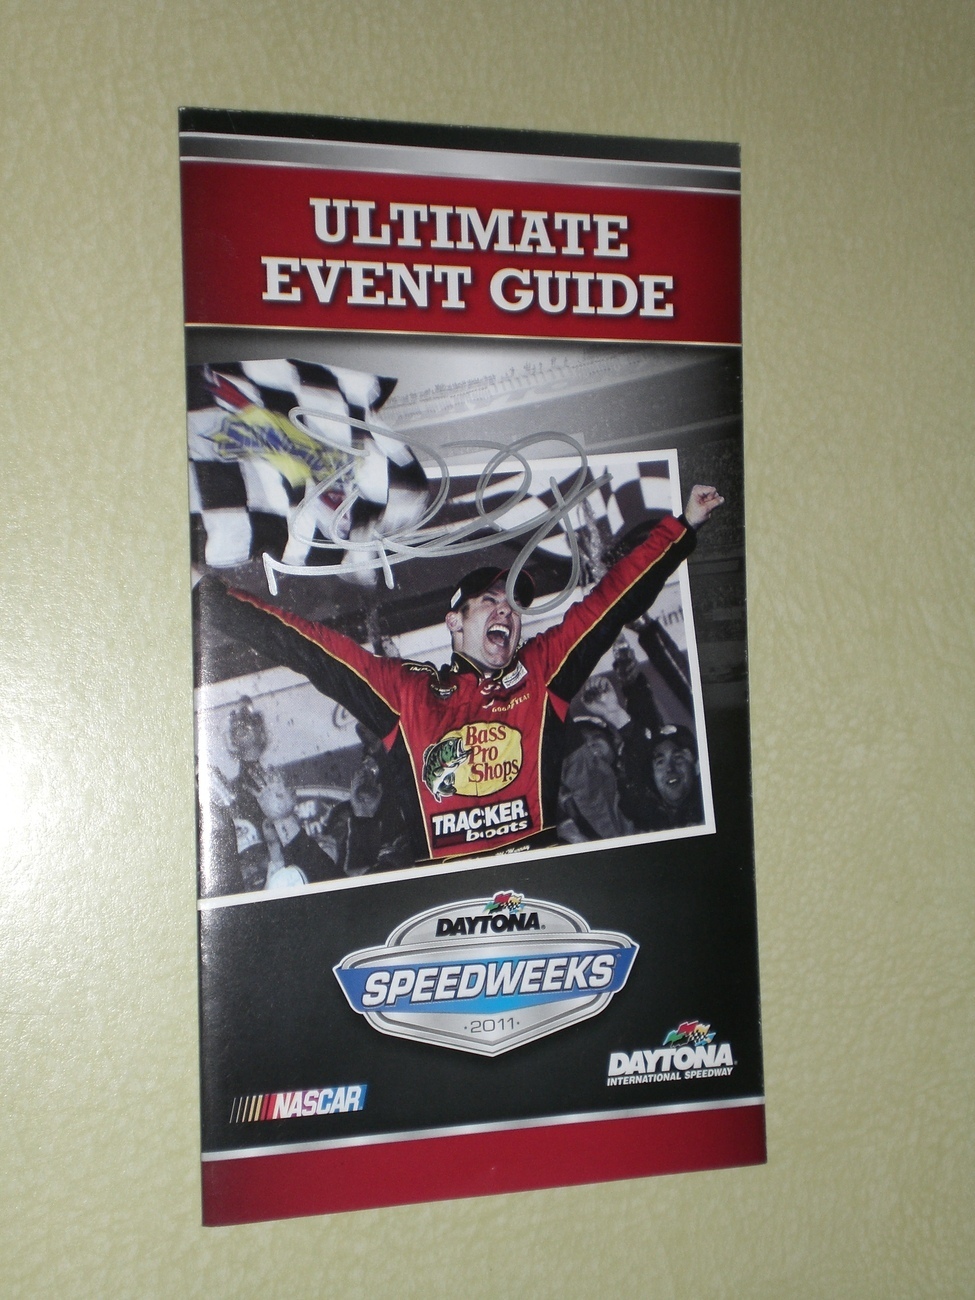 ULTIMATE
EVENT GUIDE
GOODYEAR
Bass
Pro
Shops
TRACKER
boats
DAYTONA
SPEEDWEEKS
·2011·
DAYTONA
INTERNATIONAL SPEEDWAY
NASCAR